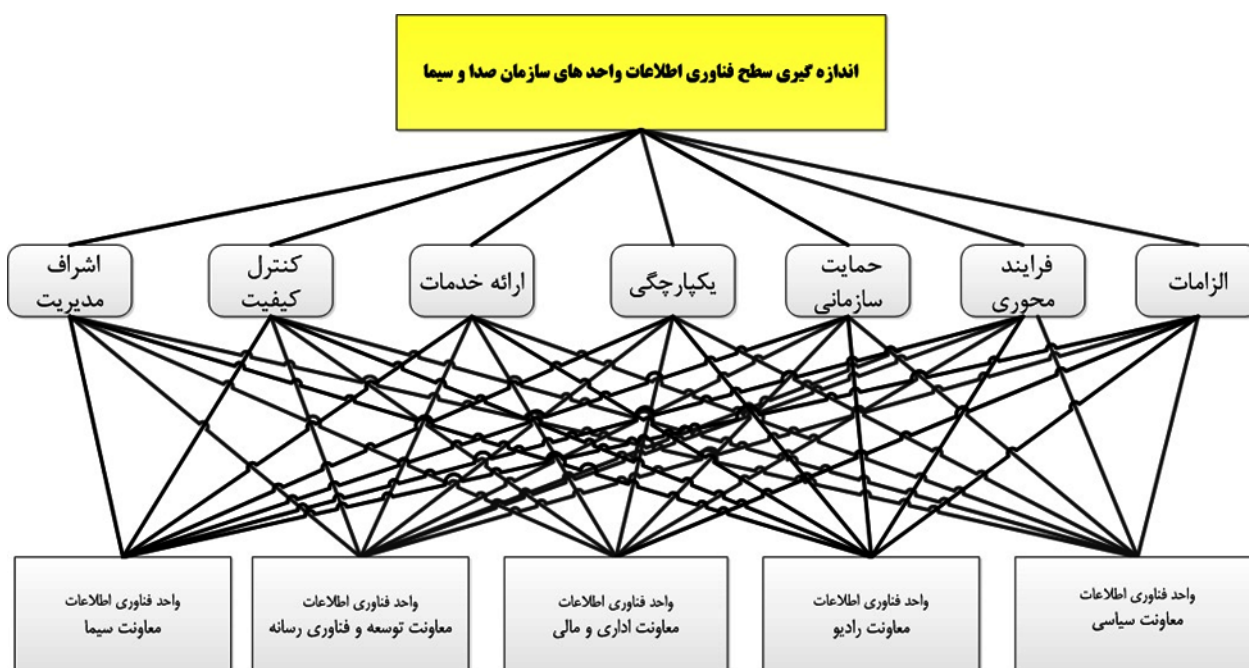 اندازه گیری سطح فناوری اطلاعات واحد های سازمان صدا و سیما
الزامات
فرایند
محوری
حمایت
سازمانی
یکپارچگی
ارائه خدمات
کنترل
کیفیت
اشراف
مدیریت
واحد فناوری اطلاعات
معاونت سیاسی
واحد فناوری اطلاعات
معاونت رادیو
واحد فناوری اطلاعات
معاونت اداری و مالی
واحد فناوری اطلاعات
معاونت توسعه و فناوری رسانه
واحد فناوری اطلاعات
معاونت سیما